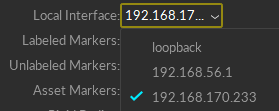 Local Interface: 192.168.17...
Labeled Markers: loopback
Unlabeled Markers: 192.168.56.1
Asset Markers: 192.168.170.233